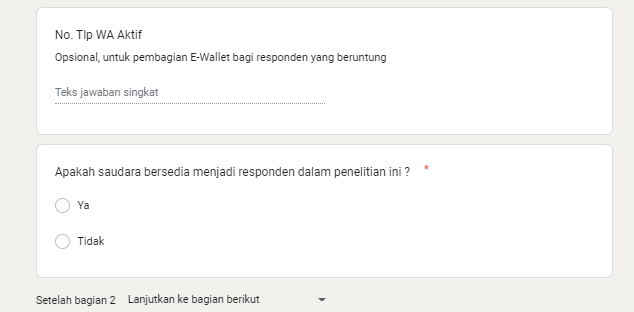 No. Tlp WA Aktif
Opsional, untuk pembagian E-Wallet bagi responden yang beruntung
Teks jawaban singkat
Apakah saudara bersedia menjadi responden dalam penelitian ini ? *
Ya
Tidak
Setelah bagian 2 Lanjutkan ke bagian berikut